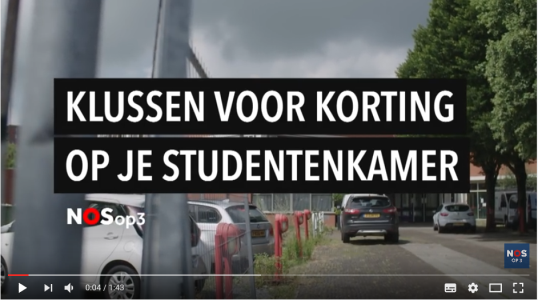 KLUSSEN VOOR KORTING
OP JE STUDENTENKAMER
NOSop3
NOS
OP 3
0:04 / 1:43